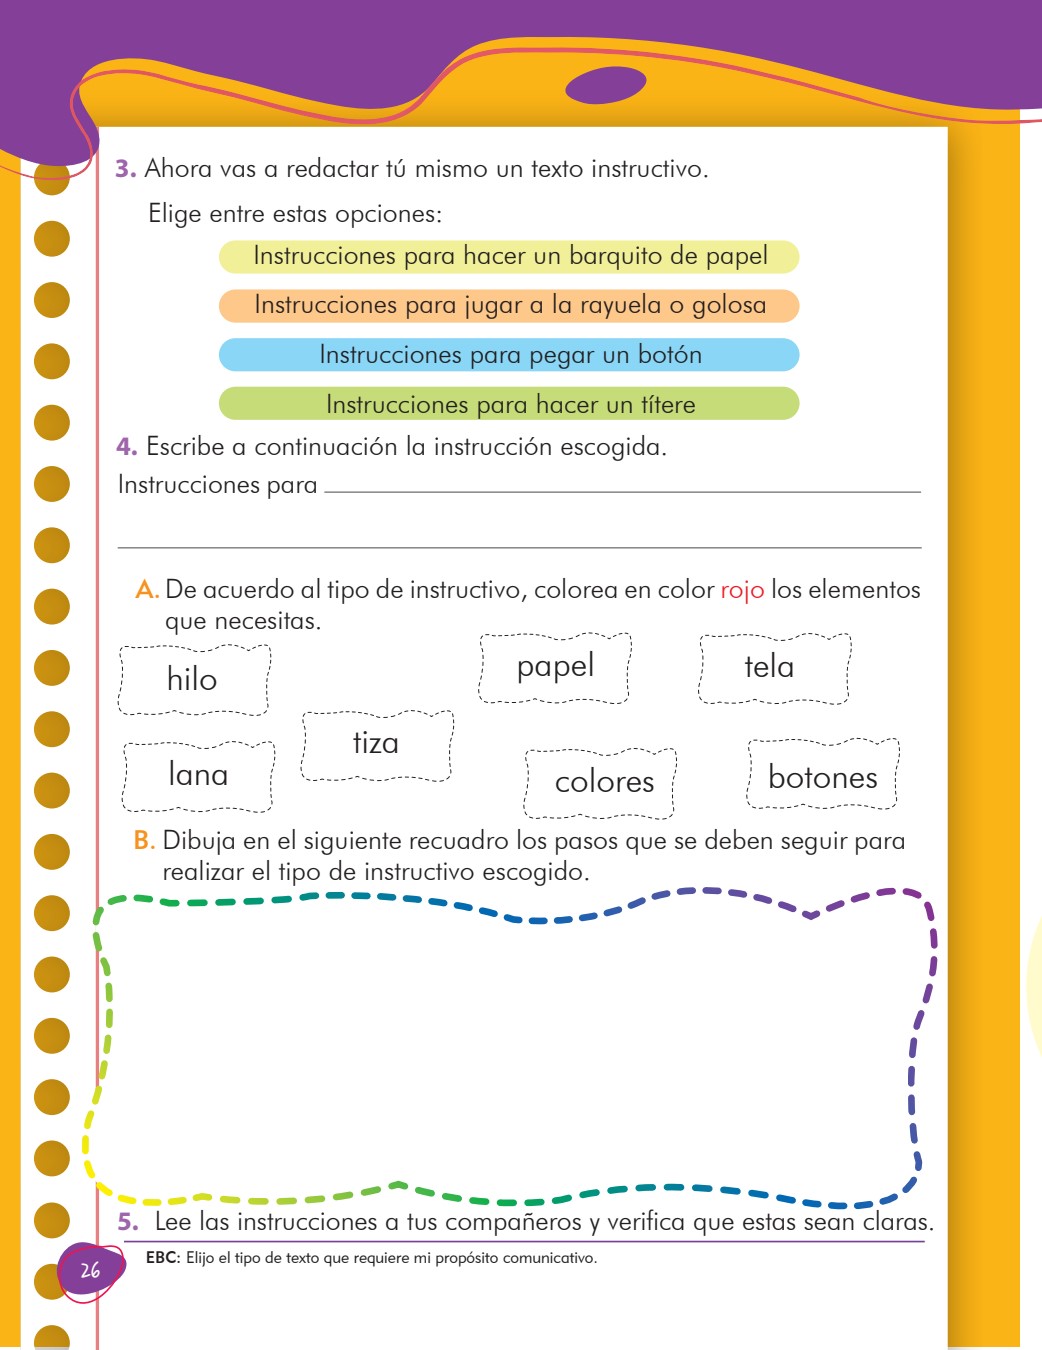 3. Ahora vas a redactar tú mismo un texto instructivo.
Elige entre estas opciones:
Instrucciones para hacer un barquito de papel
Instrucciones para jugar a la rayuela o golosa
Instrucciones para pegar un botón
Instrucciones para hacer un títere
4. Escribe a continuación la instrucción escogida.
Instrucciones para
A. De acuerdo al tipo de instructivo, colorea en color rojo los elementos
que necesitas.
hilo
papel
tela
tiza
lana
colores
botones
B. Dibuja en el siguiente recuadro los pasos que se deben seguir para
realizar el tipo de instructivo escogido.
5. Lee las instrucciones a tus compañeros y verifica que estas sean claras.
EBC: Elijo el tipo de texto que requiere mi propósito comunicativo.
26